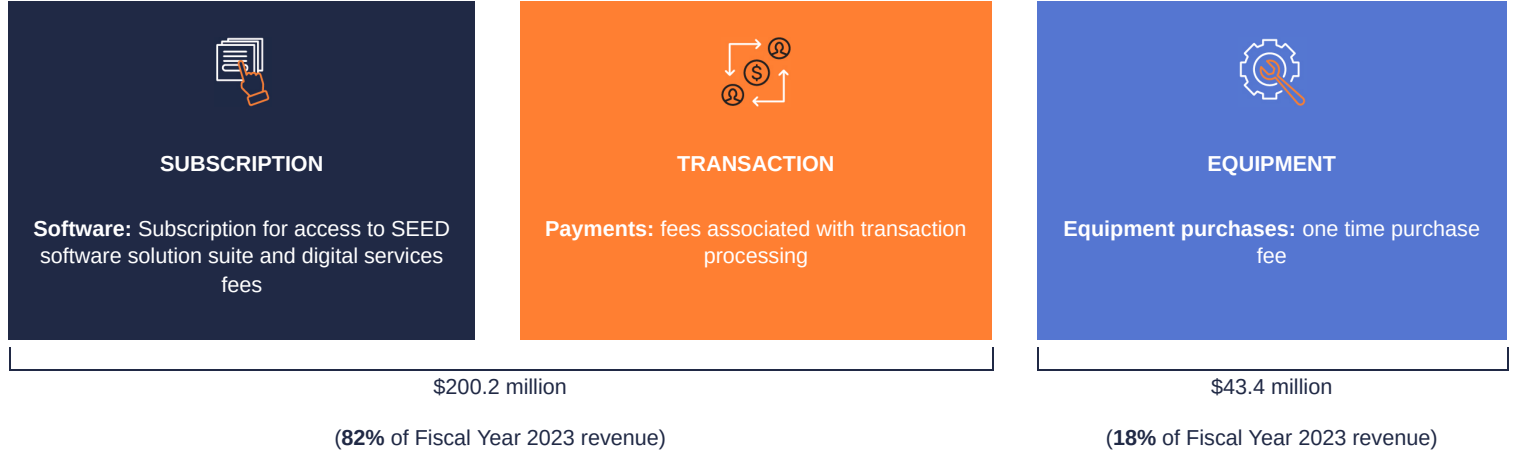 SUBSCRIPTION
Software: Subscription for access to SEED
software solution suite and digital services
fees
TRANSACTION
Payments: fees associated with transaction
processing
EQUIPMENT
Equipment purchases: one time purchase
fee
$200.2 million
(82% of Fiscal Year 2023 revenue)
$43.4 million
(18% of Fiscal Year 2023 revenue)